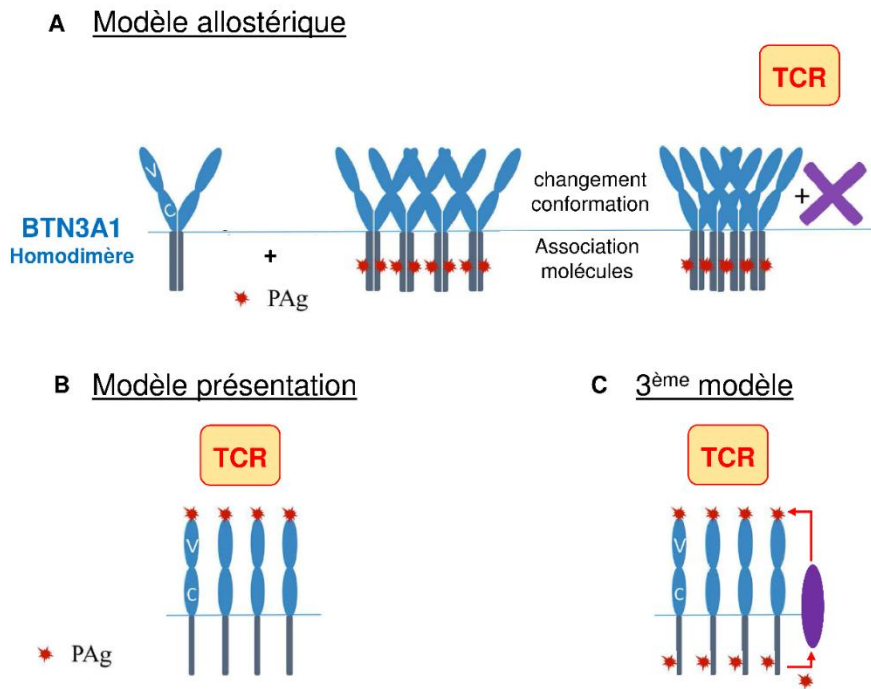 A Modèle allostérique
TCR
V
C
BTN3A1
Homodimère
+
PAg
changement
conformation
Association
molécules
+
B Modèle présentation
TCR
V
C
PAg
C 3ème modèle
TCR
V
C